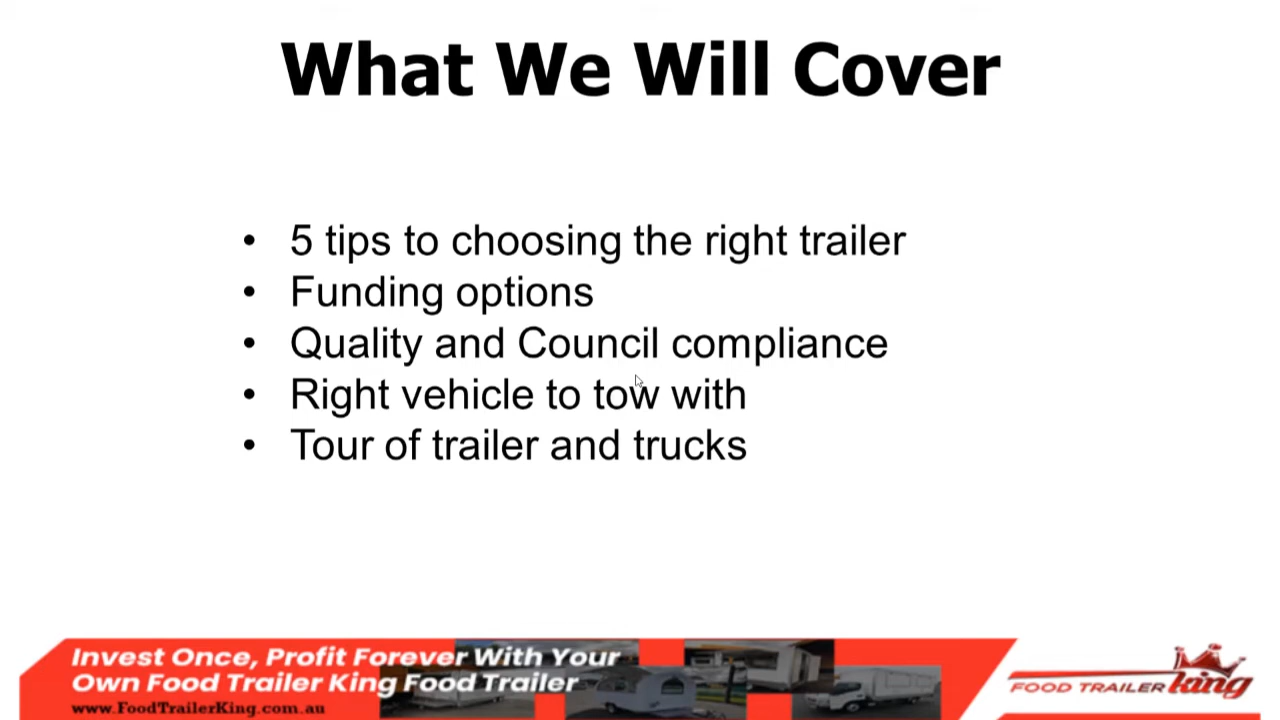 What We Will Cover
• 5 tips to choosing the right trailer
• Funding options
• Quality and Council compliance
• Right vehicle to tow with
• Tour of trailer and trucks
Invest Once, Profit Forever With Your
Own Food Trailer King Food Trailer
www.FoodTrailerKing.com.au
FOOD TRAILER king